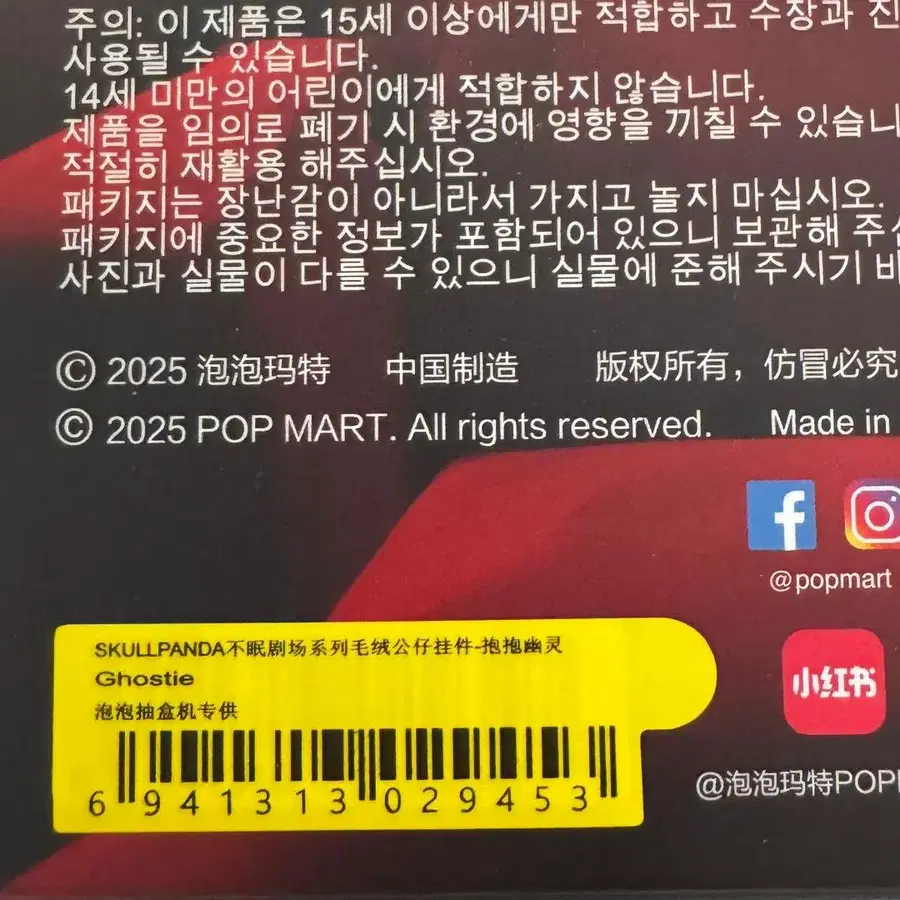 주의: 이 제품은 15세 이상에게만 적합하고 수장과 진
사용될 수 있습니다.
14세 미만의 어린이에게 적합하지 않습니다.
제품을 임의로 폐기 시 환경에 영향을 끼칠 수 있습니
적절히 재활용 해주십시오.
패키지는 장난감이 아니라서 가지고 놀지 마십시오.
패키지에 중요한 정보가 포함되어 있으니 보관해 주
사진과 실물이 다를 수 있으니 실물에 준해 주시기 바
© 2025 泡泡玛特 中国制造 版权所有，仿冒必究
© 2025 POP MART. All rights reserved. Made in
@popmart
小红书
@泡泡玛特POP
SKULLPANDA不眠剧场系列毛绒公仔挂件-抱抱幽灵
Ghostie
泡泡抽盒机专供
6 941313 029453